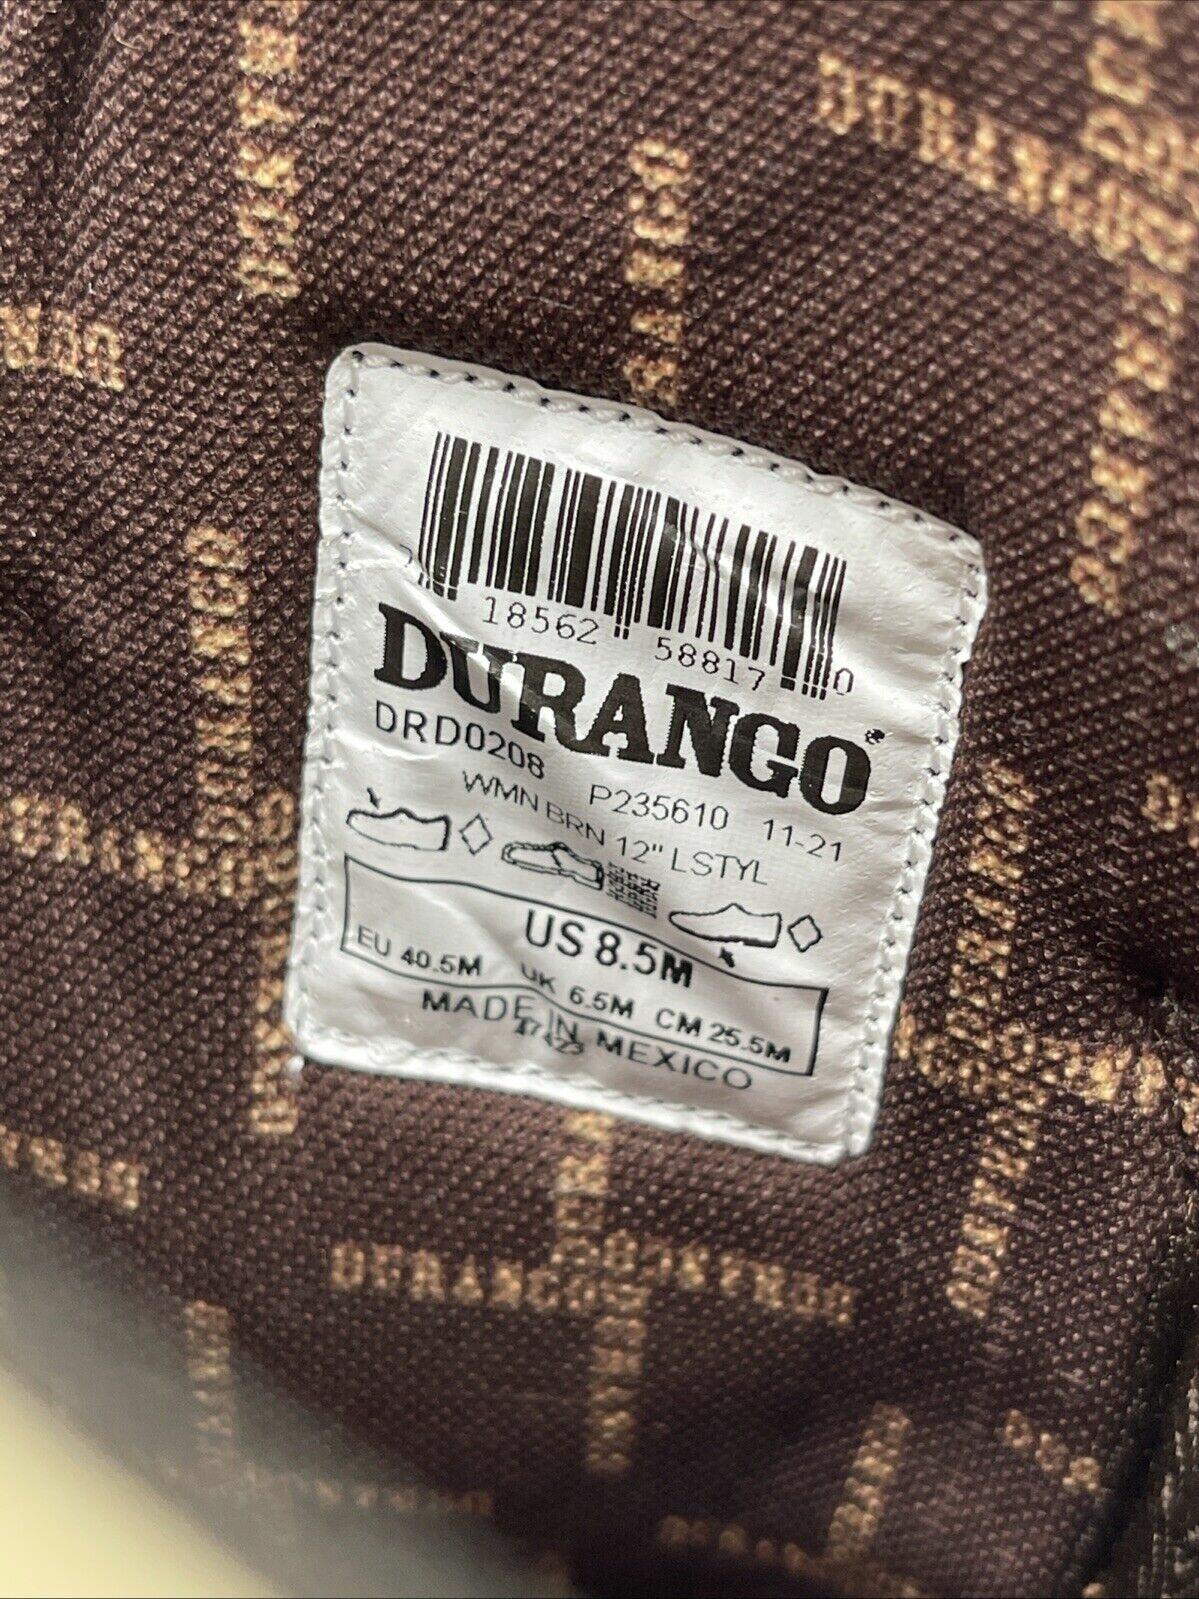 18562 58817 0
DURANGO®
DRD0208 P235610 11-21
WMN BRN 12" LSTYL
US 8.5M
EU 40.5M UK 6.5M CM 25.5M
MADE IN MEXICO
DURANGO
DURANGO
DURANGO